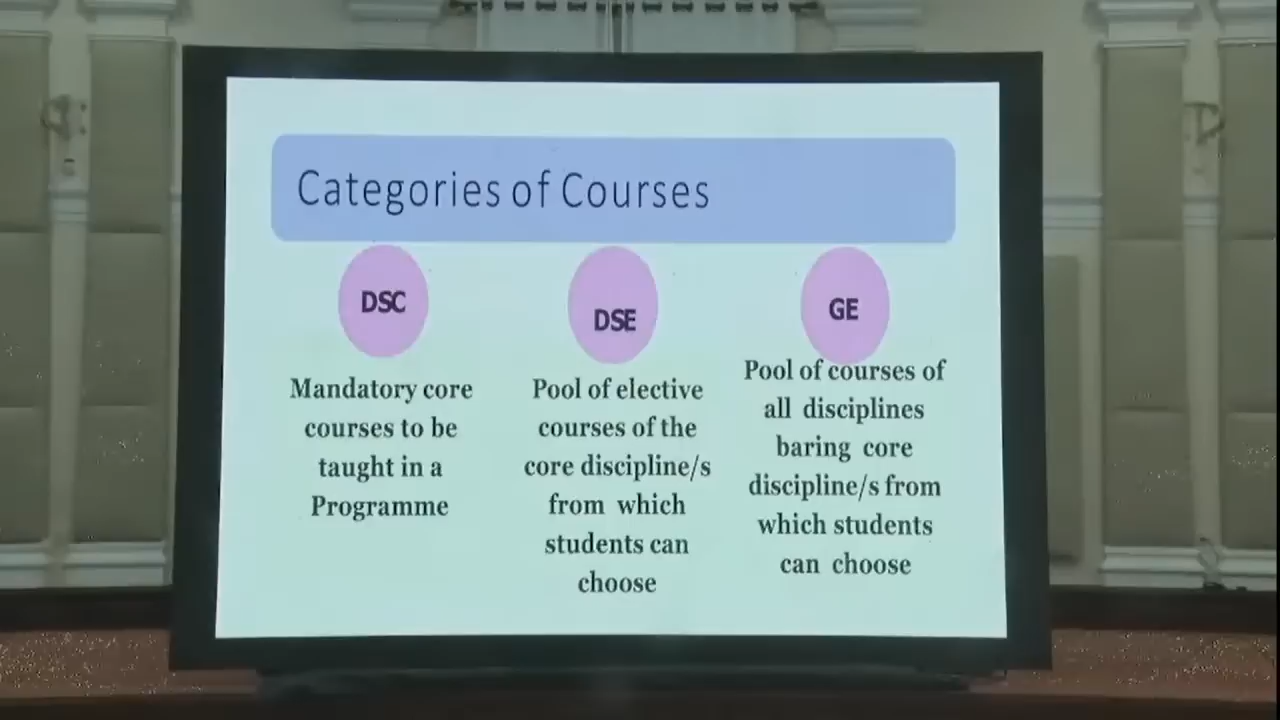 Categories of Courses
DSC
Mandatory core
courses to be
taught in a
Programme
DSE
Pool of elective
courses of the
core discipline/s
from which
students can
choose
GE
Pool of courses of
all disciplines
baring core
discipline/s from
which students
can choose